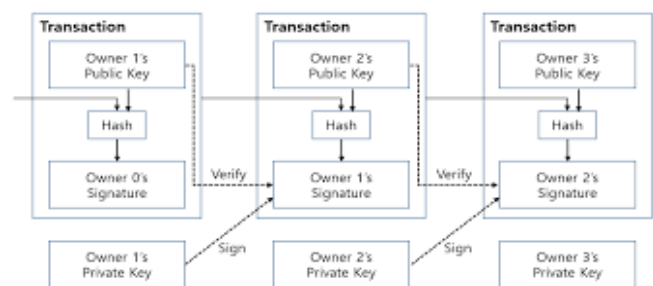 Transaction
Owner 1's
Public Key
Hash
Owner 0's
Signature
Owner 1's
Private Key
Verify
Sign
Transaction
Owner 2's
Public Key
Hash
Owner 1's
Signature
Owner 2's
Private Key
Verify
Sign
Transaction
Owner 3's
Public Key
Hash
Owner 2's
Signature
Owner 3's
Private Key